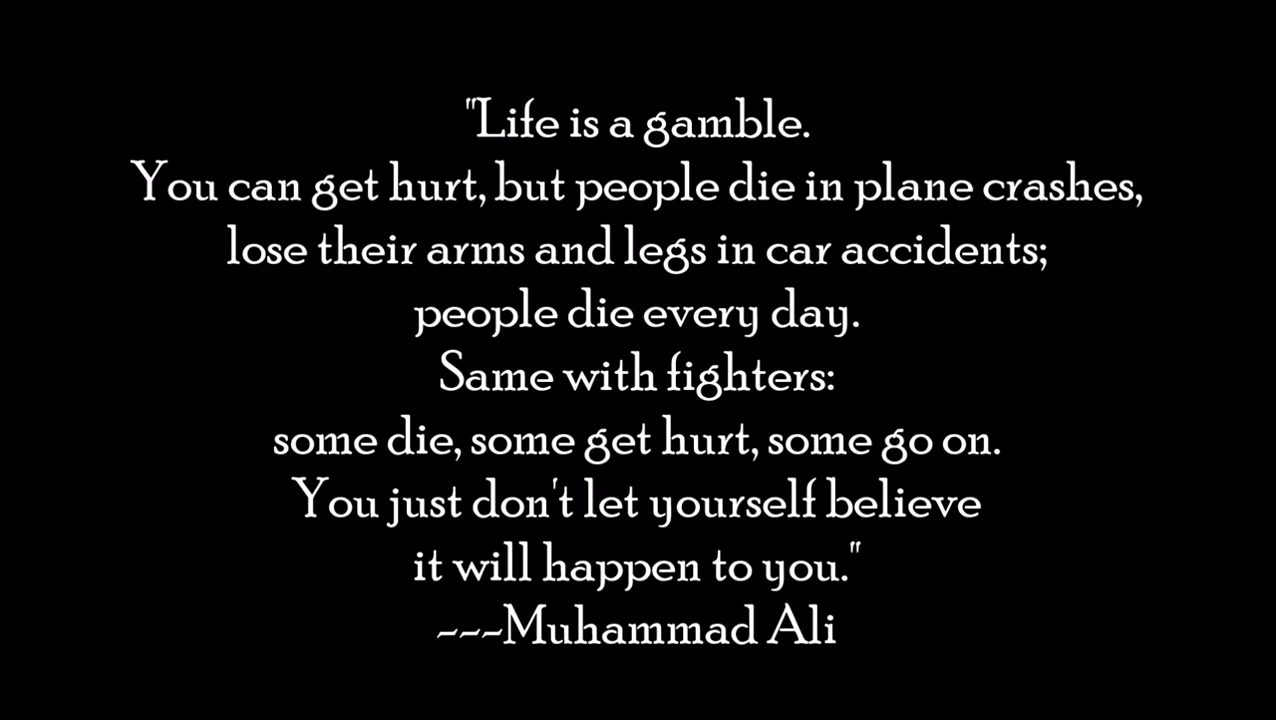 "Life is a gamble.
You can get hurt, but people die in plane crashes,
lose their arms and legs in car accidents;
people die every day.
Same with fighters:
some die, some get hurt, some go on.
You just don't let yourself believe
it will happen to you."
---Muhammad Ali